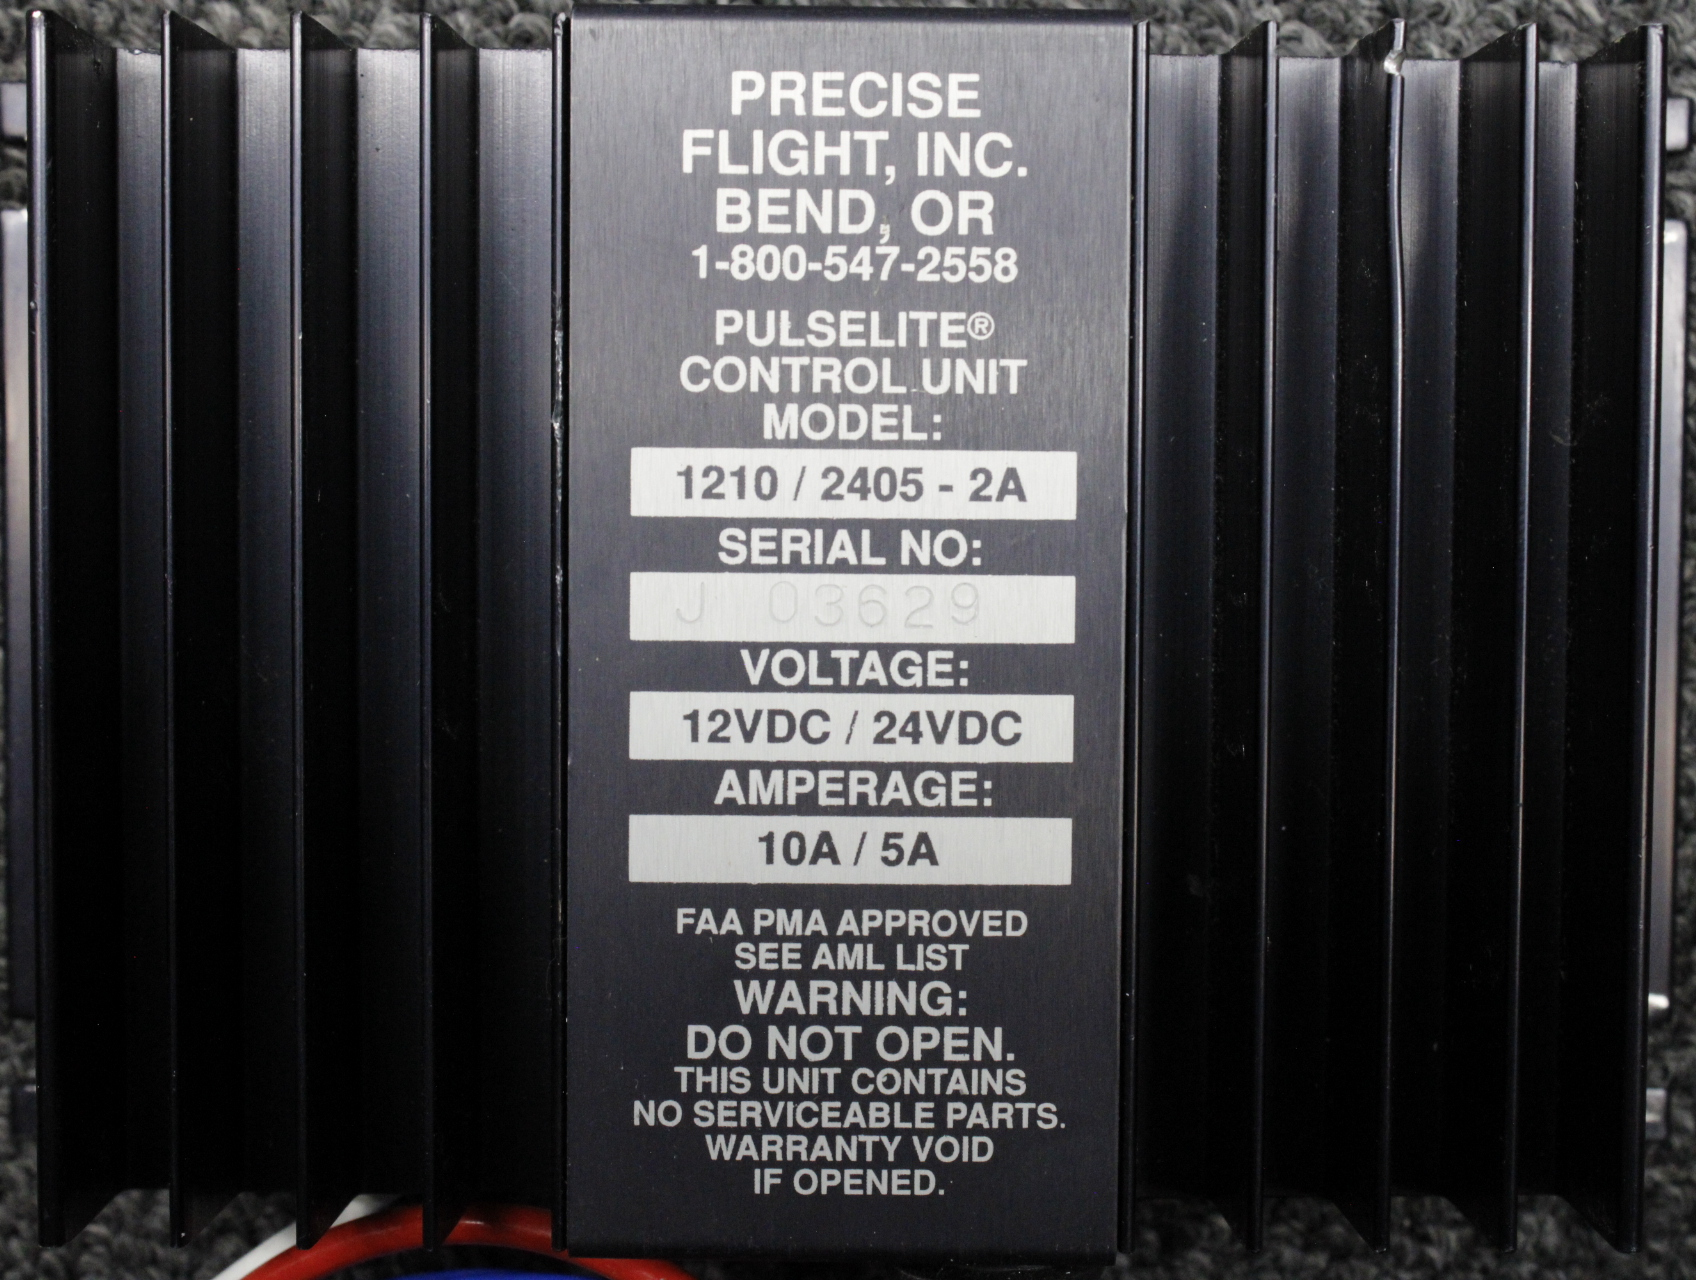 PRECISE
FLIGHT, INC.
BEND, OR
1-800-547-2558
PULSELITE®
CONTROL UNIT
MODEL:
1210 / 2405 - 2A
SERIAL NO:
J 03629
VOLTAGE:
12VDC / 24VDC
AMPERAGE:
10A / 5A
FAA PMA APPROVED
SEE AML LIST
WARNING:
DO NOT OPEN.
THIS UNIT CONTAINS
NO SERVICEABLE PARTS.
WARRANTY VOID
IF OPENED.